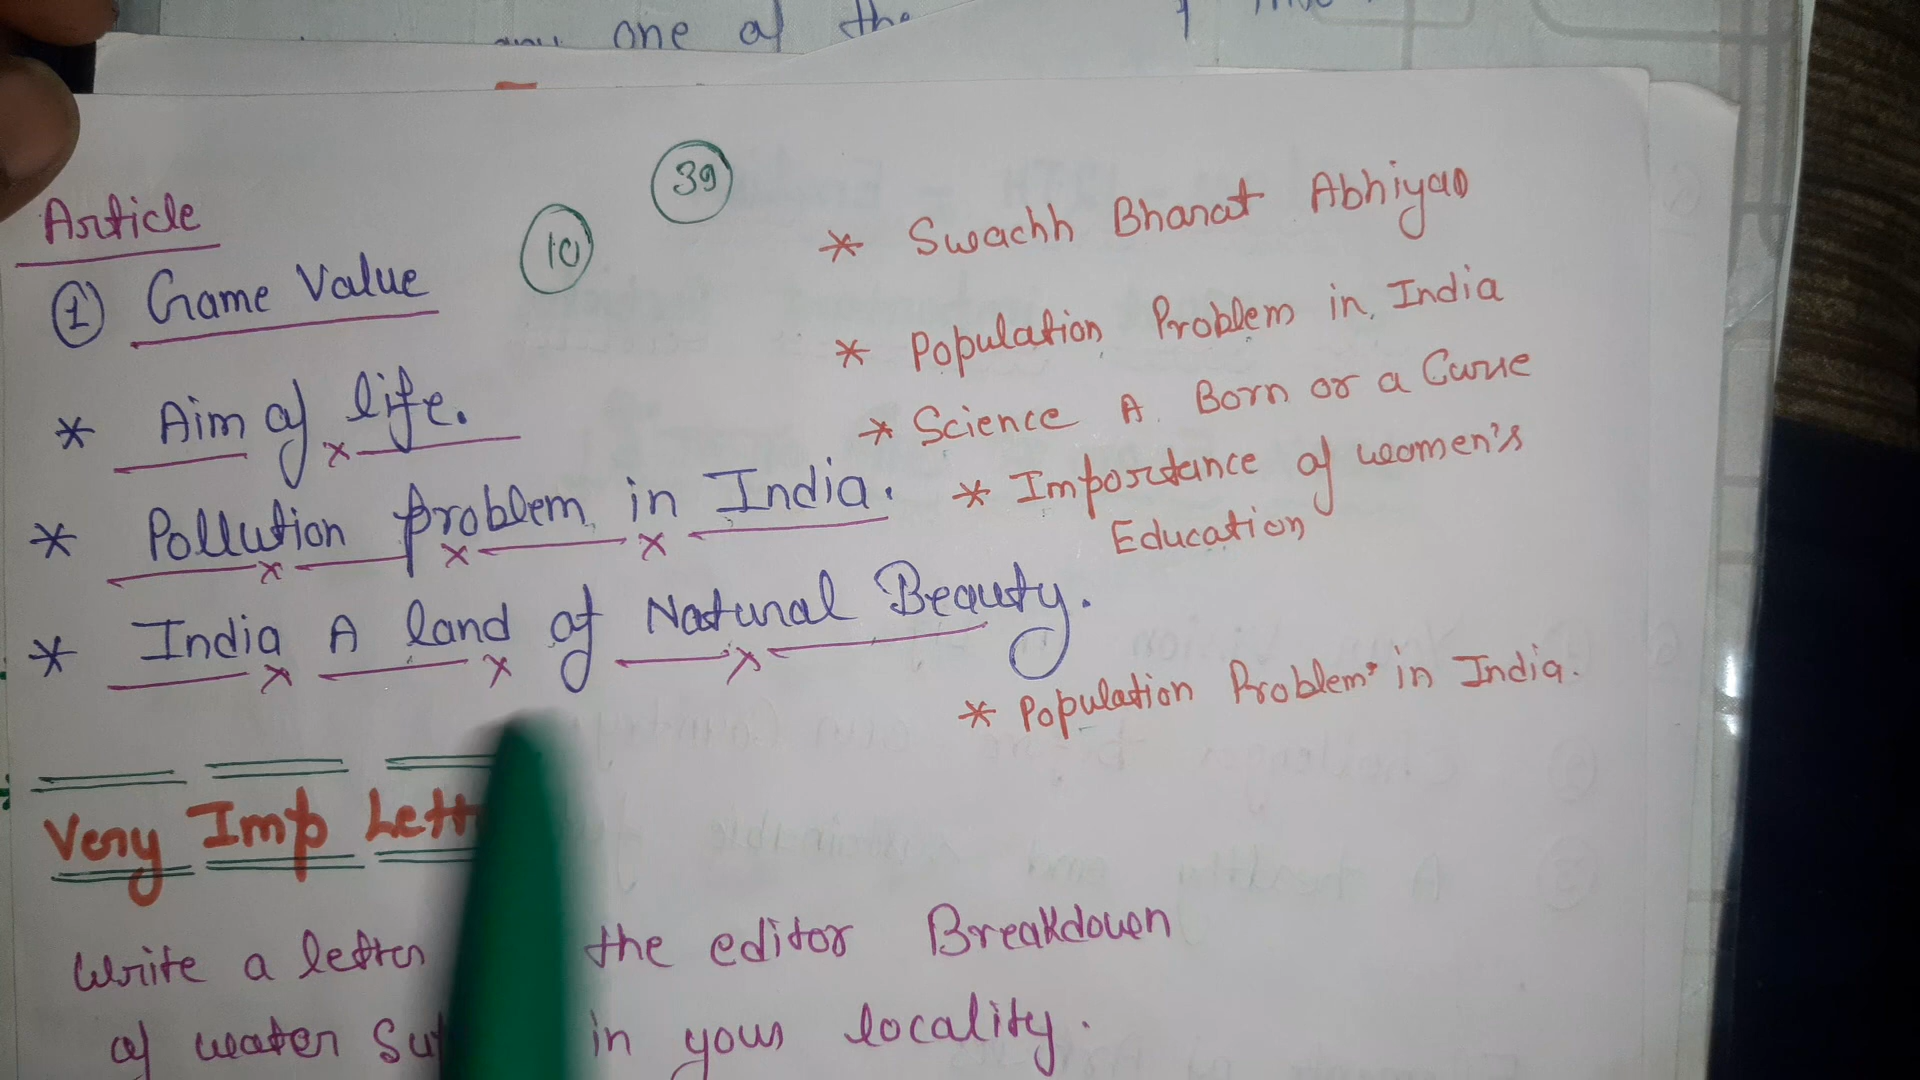 one of the
39
Article
10
① Game Value
* Aim of life.
* Pollution problem in India.
* India A land of Natural Beauty.
* Swachh Bharat Abhiyan
* Population Problem in India
* Science A Born or a Curse
* Importance of women's
Education
* Population Problem in India.
Very Imp
Write a letter the editor Breakdown
of water in your locality.